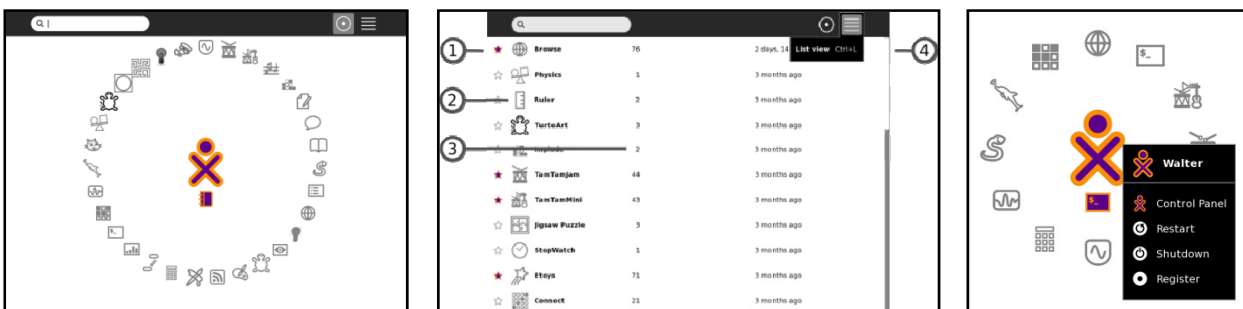 List view Ctrl+L
1
Browse 76 2 days, 14
4
Physics 1 3 months ago
2
Ruler 2 3 months ago
TurtleArt 3 3 months ago
3
Implode 2 3 months ago
TamTamJam 44 3 months ago
TamTamMini 43 3 months ago
Jigsaw Puzzle 3 3 months ago
StopWatch 1 3 months ago
Etoys 71 3 months ago
Connect 21 3 months ago
$_
Walter
Control Panel
Restart
Shutdown
Register